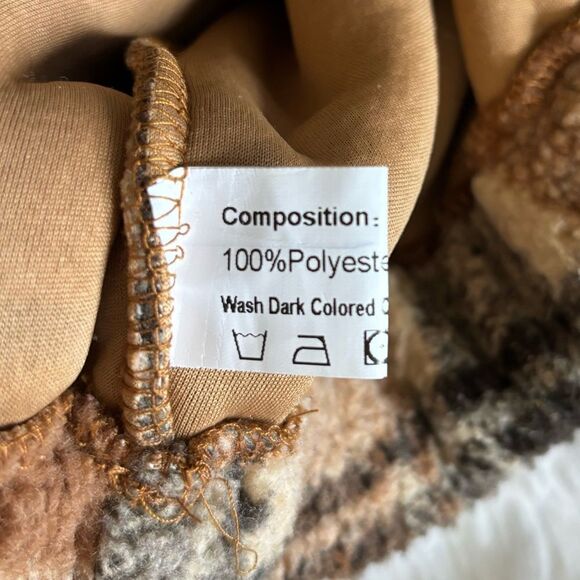 Composition:
100%Polyeste
Wash Dark Colored